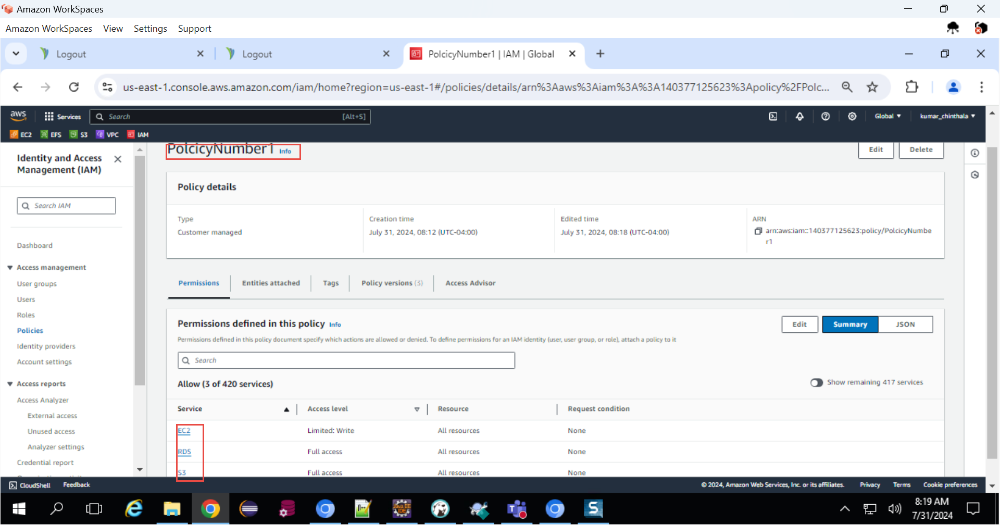 Amazon WorkSpaces
Amazon WorkSpaces View Settings Support
Logout Logout PolcicyNumber1 | IAM | Global
us-east-1.console.aws.amazon.com/iam/home?region=us-east-1#/policies/details/arn%3Aaws%3Aiam%3A%3A140377125623%3Apolicy%2FPolc...
aws Services Search [Alt+S] Global kumar_chinthala
EC2 EFS S3 VPC IAM
Identity and Access Management (IAM)
Search IAM
Dashboard
Access management
User groups
Users
Roles
Policies
Identity providers
Account settings
Access reports
Access Analyzer
External access
Unused access
Analyzer settings
Credential report
PolcicyNumber1 Info
Edit Delete
Policy details
Type
Customer managed
Creation time
July 31, 2024, 08:12 (UTC-04:00)
Edited time
July 31, 2024, 08:18 (UTC-04:00)
ARN
arn:aws:iam::140377125623:policy/PolcicyNumbe
r1
Permissions Entities attached Tags Policy versions (3) Access Advisor
Permissions defined in this policy Info
Edit Summary JSON
Permissions defined in this policy document specify which actions are allowed or denied. To define permissions for an IAM identity (user, user group, or role), attach a policy to it
Search
Allow (3 of 420 services)
Show remaining 417 services
Service Access level Resource Request condition
EC2 Limited: Write All resources None
RDS Full access All resources None
S3 Full access All resources None
CloudShell Feedback © 2024, Amazon Web Services, Inc. or its affiliates. Privacy Terms Cookie preferences
8:19 AM
7/31/2024